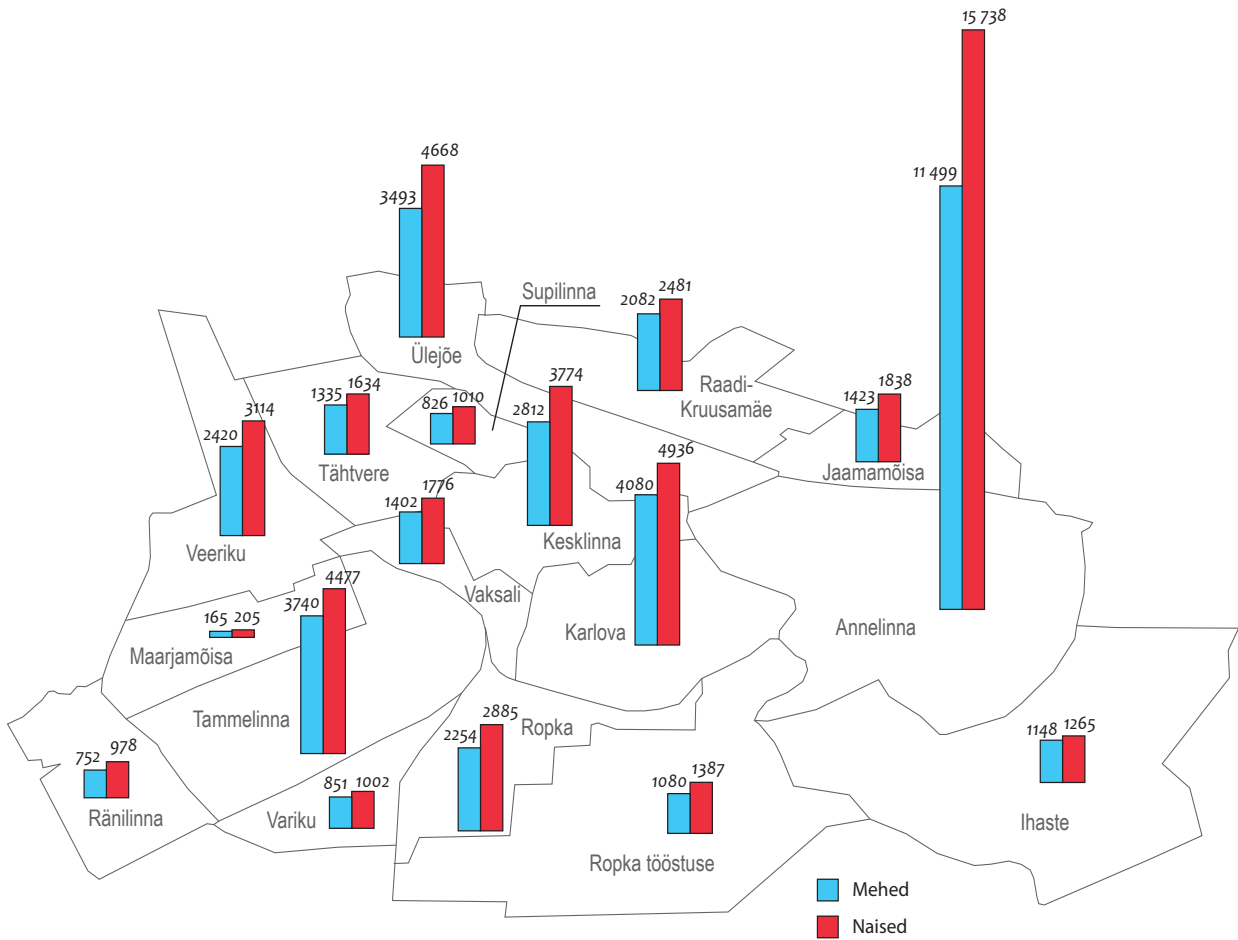 15 738
11 499
4668
3493
Ülejõe
Supilinna
2082
2481
Raadi-
Kruusamäe
1423
1838
Jaamamõisa
1335
1634
Tähtvere
826
1010
2812
3774
Kesklinna
2420
3114
Veeriku
1402
1776
Vaksali
4080
4936
Karlova
Annelinna
165
205
Maarjamõisa
3740
4477
Tammelinna
2254
2885
Ropka
1148
1265
Ihaste
752
978
Ränilinna
851
1002
Variku
1080
1387
Ropka tööstuse
Mehed
Naised